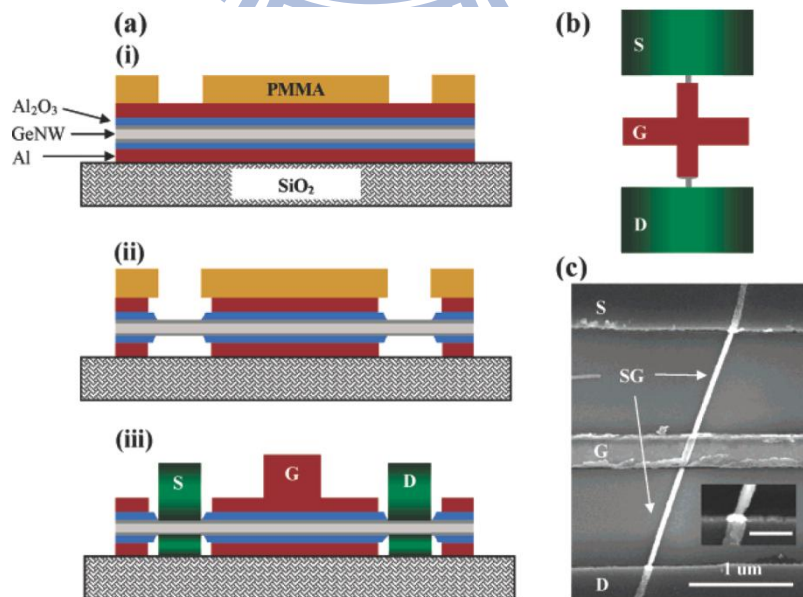 (a)
(i)
PMMA
Al₂O₃
GeNW
Al
SiO₂
(ii)
(iii)
S
G
D
(b)
S
G
D
(c)
S
SG
G
D
1 um